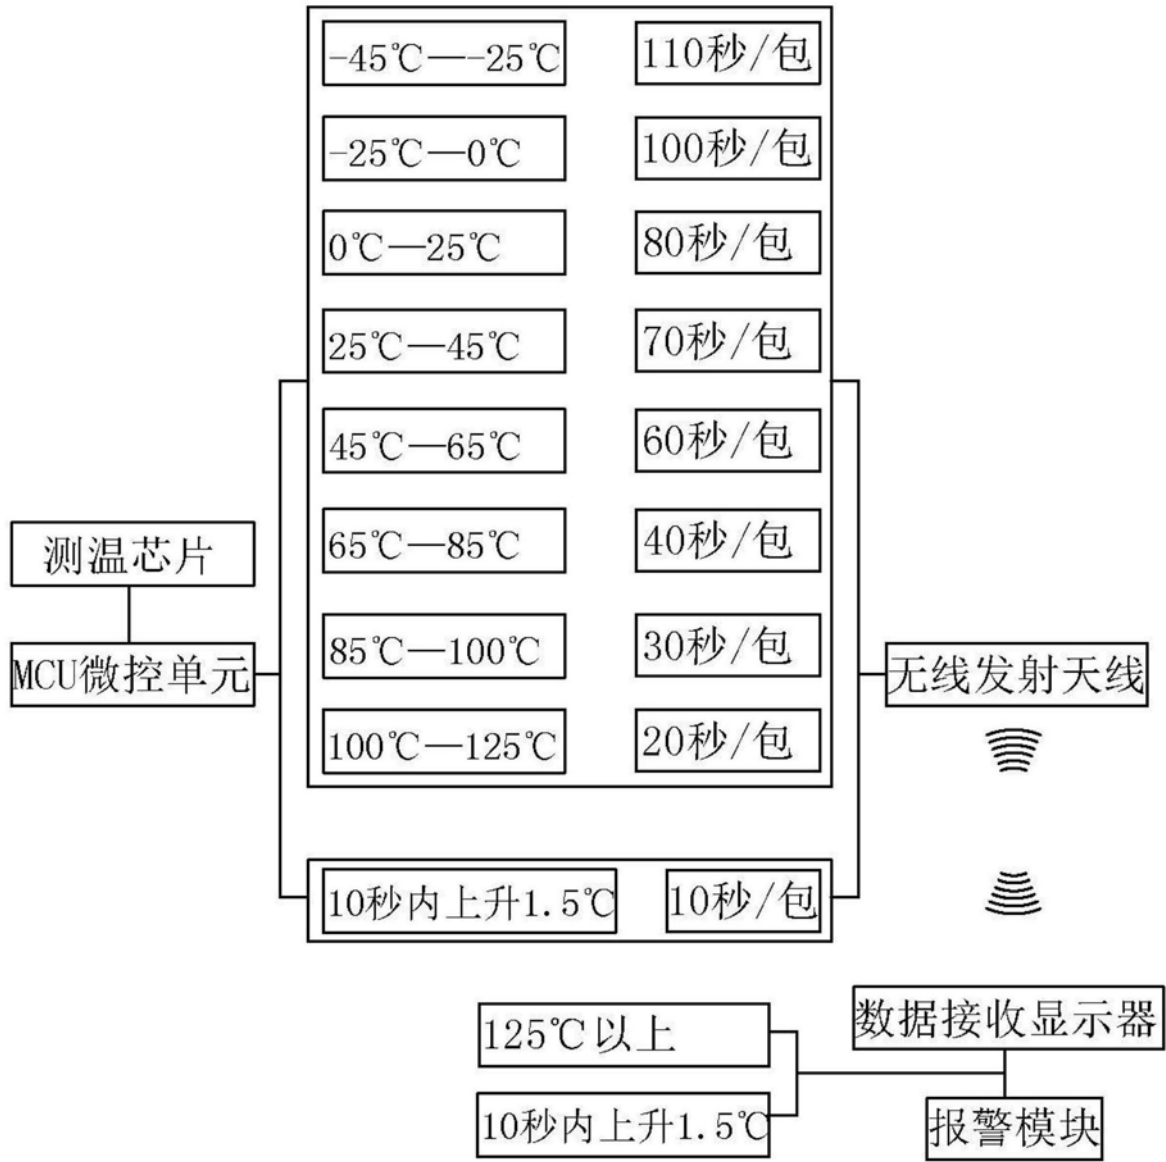 -45℃—-25℃ 110秒/包
-25℃—0℃ 100秒/包
0℃—25℃ 80秒/包
25℃—45℃ 70秒/包
45℃—65℃ 60秒/包
65℃—85℃ 40秒/包
测温芯片
85℃—100℃ 30秒/包
MCU微控单元
无线发射天线
100℃—125℃ 20秒/包
10秒内上升1.5℃ 10秒/包
数据接收显示器
125℃以上
10秒内上升1.5℃
报警模块